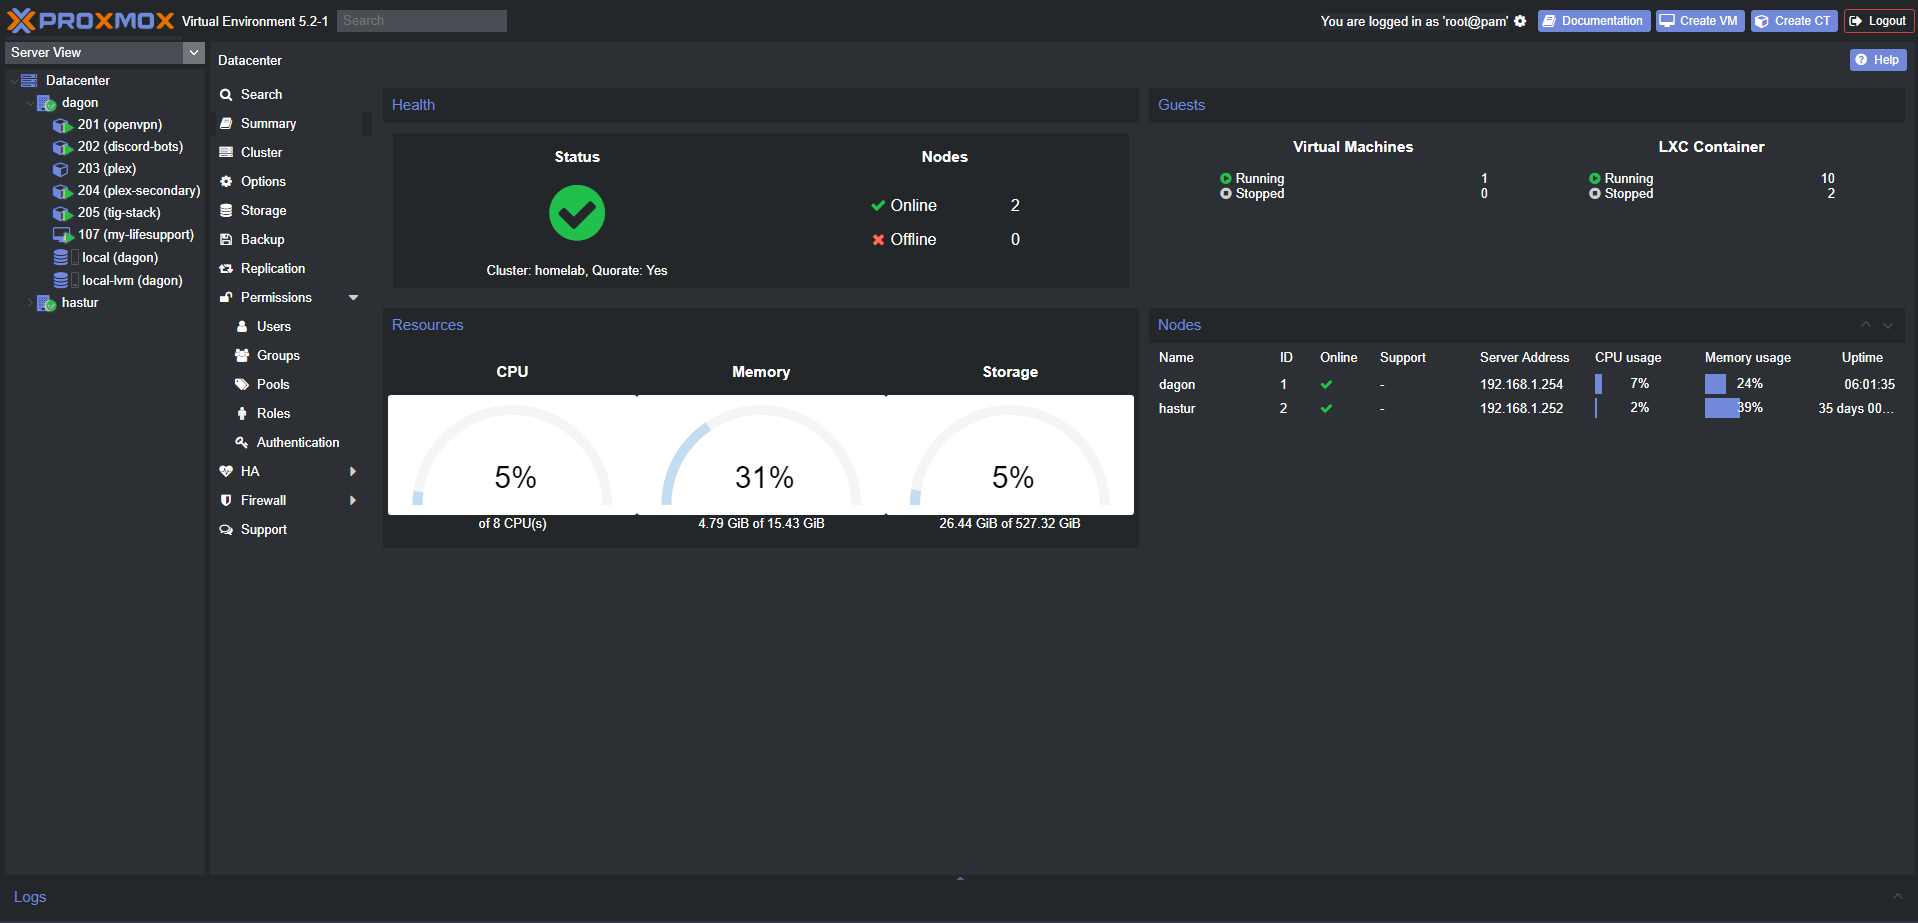 PROXMOX Virtual Environment 5.2-1 Search You are logged in as 'root@pam' Documentation Create VM Create CT Logout
Server View
Datacenter
dagon
201 (openvpn)
202 (discord-bots)
203 (plex)
204 (plex-secondary)
205 (tig-stack)
107 (my-lifesupport)
local (dagon)
local-lvm (dagon)
hastur
Datacenter
Help
Search
Summary
Cluster
Options
Storage
Backup
Replication
Permissions
Users
Groups
Pools
Roles
Authentication
HA
Firewall
Support
Health
Status
Nodes
Online 2
Offline 0
Cluster: homelab, Quorate: Yes
Guests
Virtual Machines
Running 1
Stopped 0
LXC Container
Running 10
Stopped 2
Resources
CPU
5%
of 8 CPU(s)
Memory
31%
4.79 GiB of 15.43 GiB
Storage
5%
26.44 GiB of 527.32 GiB
Nodes
Name ID Online Support Server Address CPU usage Memory usage Uptime
dagon 1 - 192.168.1.254 7% 24% 06:01:35
hastur 2 - 192.168.1.252 2% 39% 35 days 00...
Logs